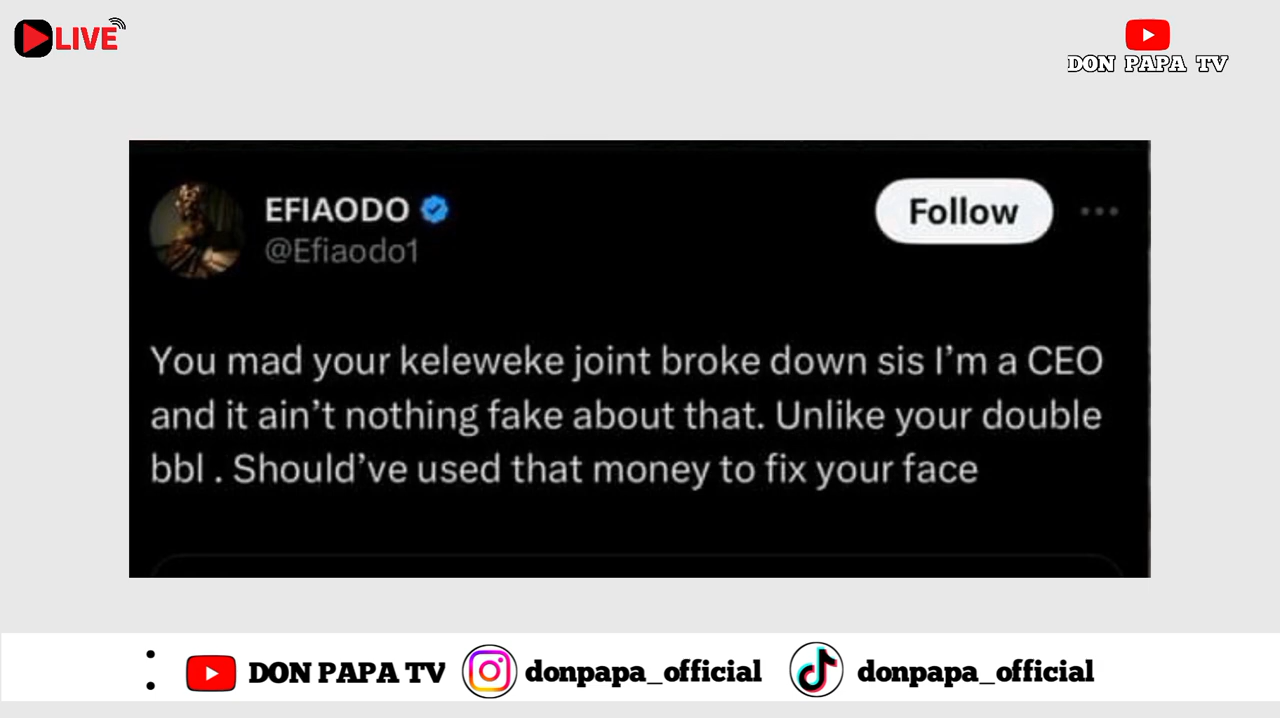 LIVE
DON PAPA TV
EFIAODO
@Efiaodo1
Follow
You mad your keleweke joint broke down sis I’m a CEO
and it ain’t nothing fake about that. Unlike your double
bbl . Should’ve used that money to fix your face
: DON PAPA TV donpapa_official donpapa_official